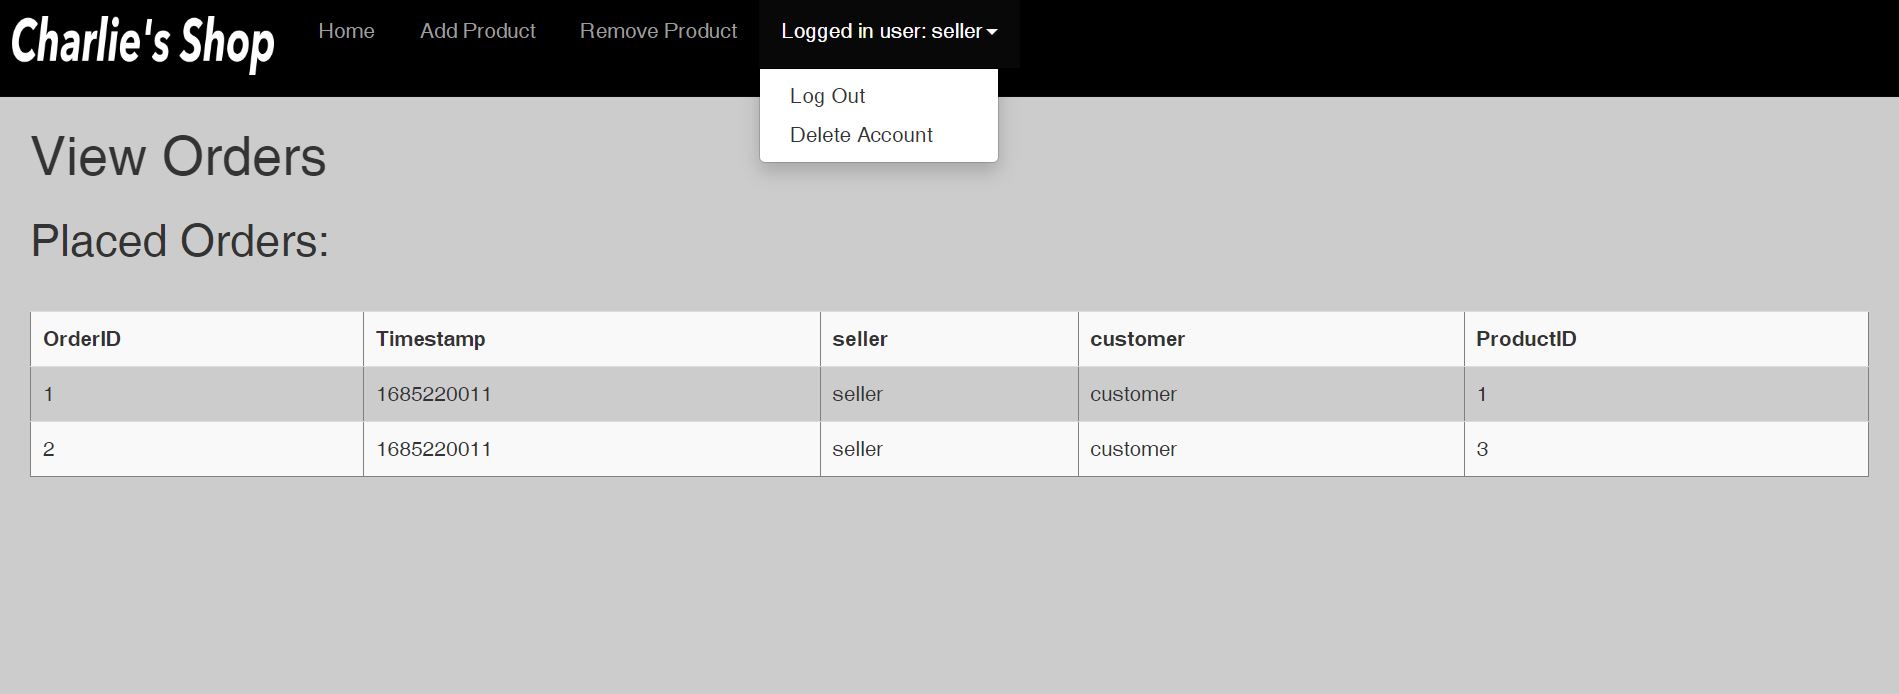 Charlie's Shop Home Add Product Remove Product Logged in user: seller
Log Out
Delete Account
View Orders
Placed Orders:
OrderID Timestamp seller customer ProductID
1 1685220011 seller customer 1
2 1685220011 seller customer 3